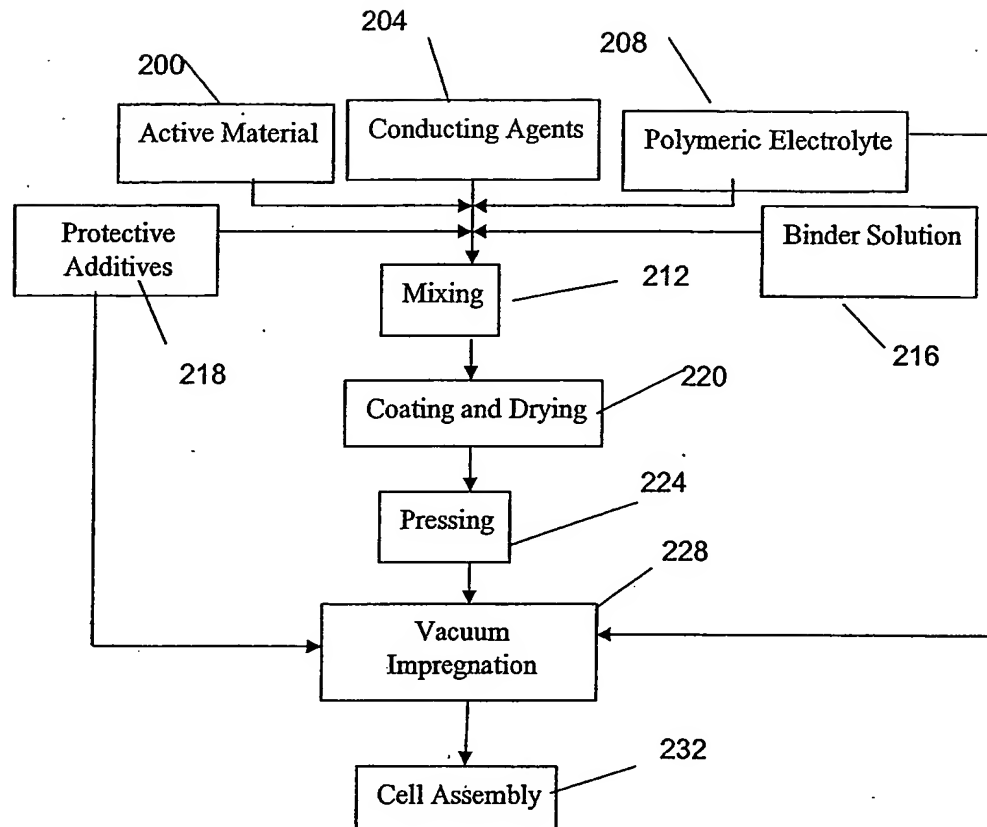 204
208
200
Active Material
Conducting Agents
Polymeric Electrolyte
Protective
Additives
Binder Solution
Mixing
212
218
216
220
Coating and Drying
224
Pressing
228
Vacuum
Impregnation
232
Cell Assembly